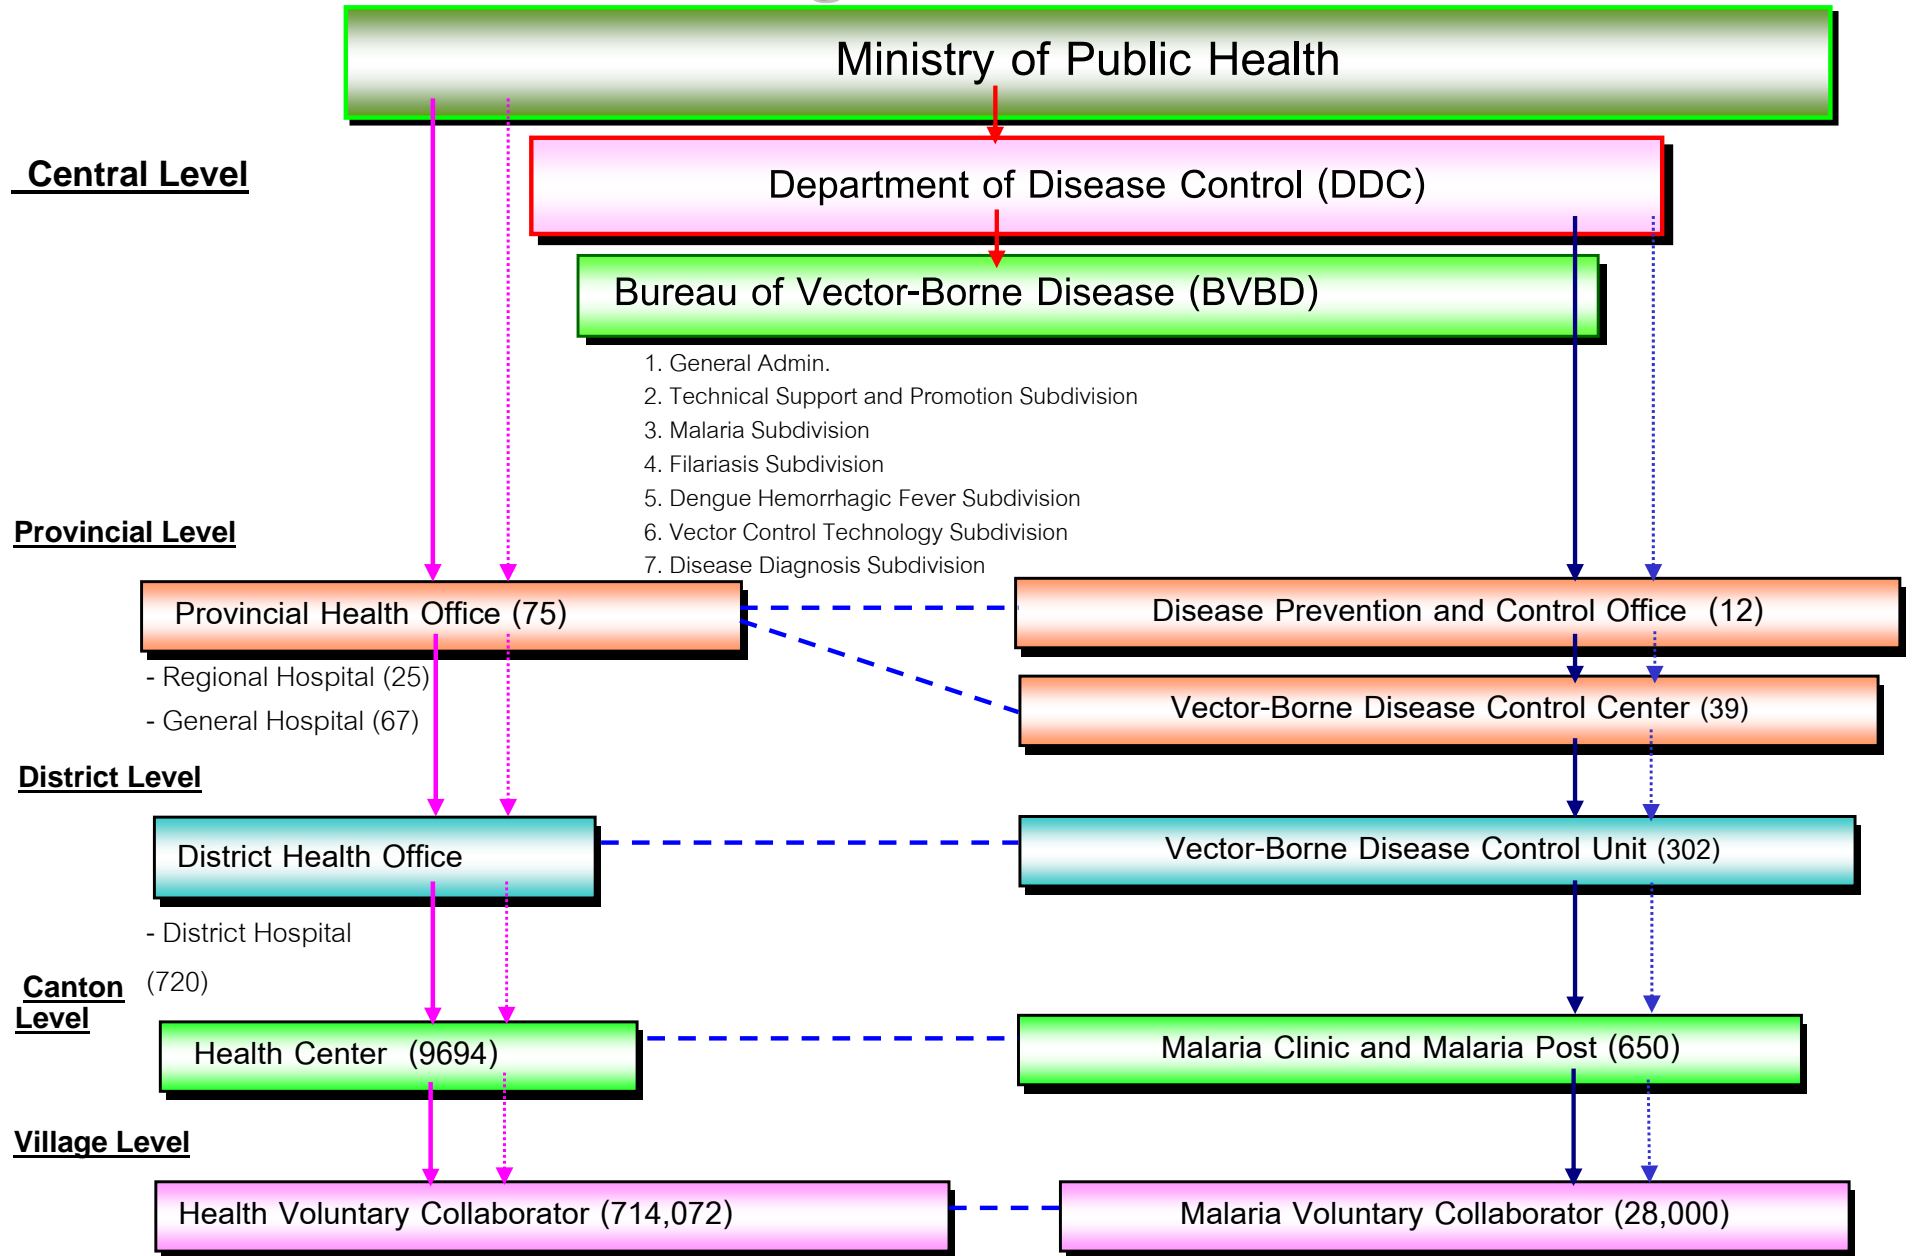 Ministry of Public Health
Central Level
Department of Disease Control (DDC)
Bureau of Vector-Borne Disease (BVBD)
1. General Admin.
2. Technical Support and Promotion Subdivision
3. Malaria Subdivision
4. Filariasis Subdivision
5. Dengue Hemorrhagic Fever Subdivision
6. Vector Control Technology Subdivision
7. Disease Diagnosis Subdivision
Provincial Level
Provincial Health Office (75)
Disease Prevention and Control Office (12)
- Regional Hospital (25)
- General Hospital (67)
Vector-Borne Disease Control Center (39)
District Level
District Health Office
Vector-Borne Disease Control Unit (302)
- District Hospital
(720)
Canton
Level
Health Center (9694)
Malaria Clinic and Malaria Post (650)
Village Level
Health Voluntary Collaborator (714,072)
Malaria Voluntary Collaborator (28,000)